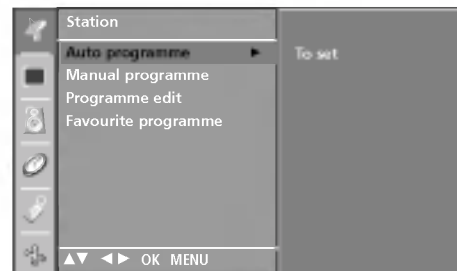 Station
Auto programme ►
To set
Manual programme
Programme edit
Favourite programme
▲▼ ◄► OK MENU